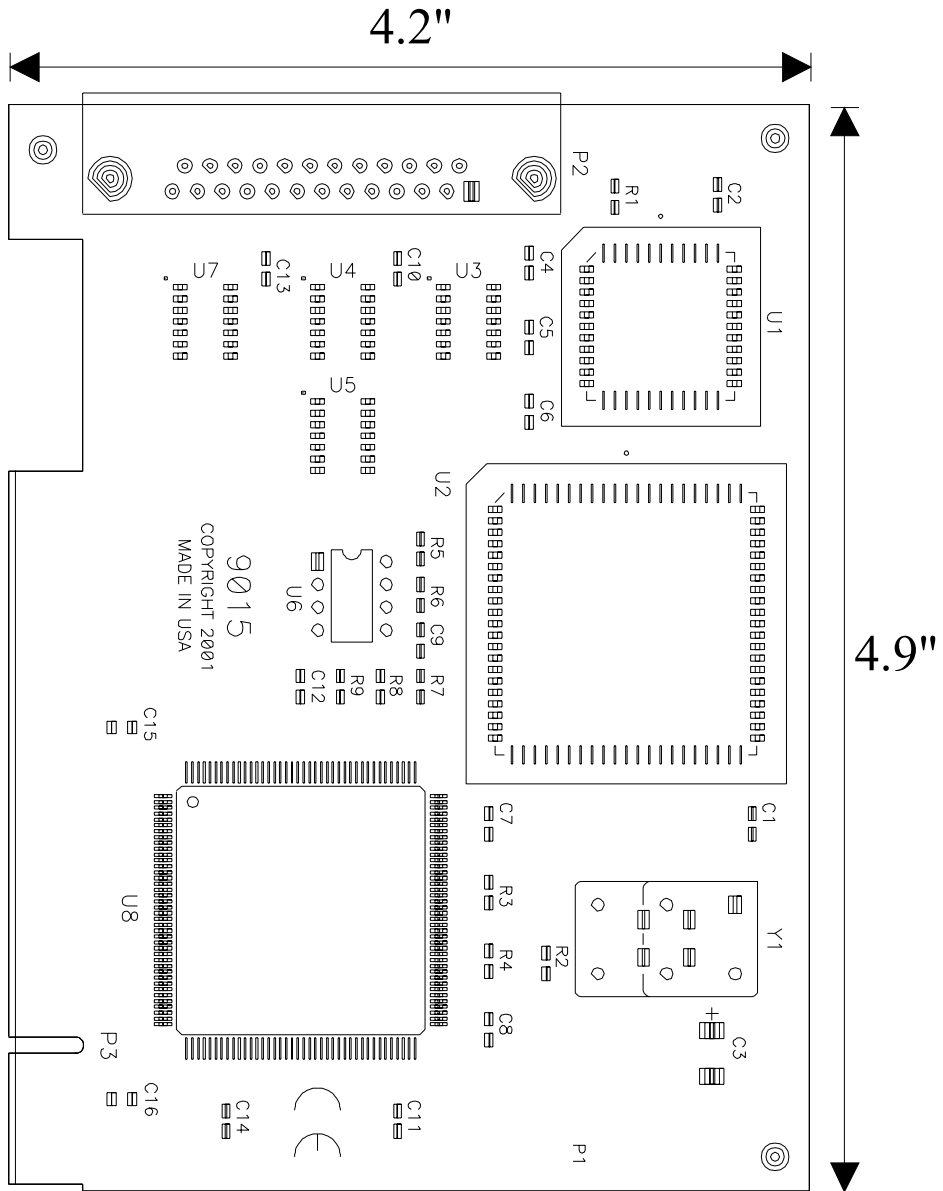 4.2"
P2
R1
C2
C4
U7
C13
U4
C10
U3
C5
U1
U5
C6
U2
9015
COPYRIGHT 2001
MADE IN USA
U6
R5
R6
C9
R7
R8
R9
C12
4.9"
C15
C7
C1
U8
R3
R4
R2
Y1
C8
+
C3
P3
C16
C14
C11
P1